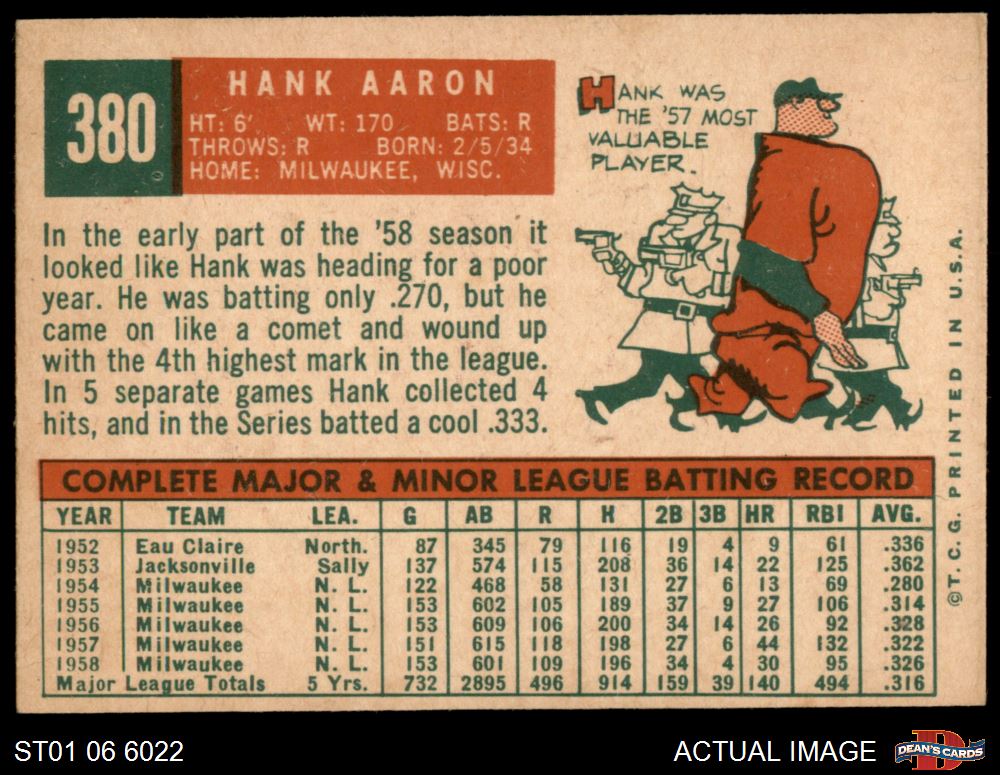 380
HANK AARON
HT: 6' WT: 170 BATS: R
THROWS: R BORN: 2/5/34
HOME: MILWAUKEE, WISC.
HANK WAS
THE '57 MOST
VALUABLE
PLAYER.
In the early part of the '58 season it
looked like Hank was heading for a poor
year. He was batting only .270, but he
came on like a comet and wound up
with the 4th highest mark in the league.
In 5 separate games Hank collected 4
hits, and in the Series batted a cool .333.
COMPLETE MAJOR & MINOR LEAGUE BATTING RECORD
YEAR TEAM LEA. G AB R H 2B 3B HR RBI AVG.
1952 Eau Claire North. 87 345 79 116 19 4 9 61 .336
1953 Jacksonville Sally 137 574 115 208 36 14 22 125 .362
1954 Milwaukee N. L. 122 468 58 131 27 6 13 69 .280
1955 Milwaukee N. L. 153 602 105 189 37 9 27 106 .314
1956 Milwaukee N. L. 153 609 106 200 34 14 26 92 .328
1957 Milwaukee N. L. 151 615 118 198 27 6 44 132 .322
1958 Milwaukee N. L. 153 601 109 196 34 4 30 95 .326
Major League Totals 5 Yrs. 732 2895 496 914 159 39 140 494 .316
©T. C. G. PRINTED IN U.S.A.
ST01 06 6022
ACTUAL IMAGE
D
DEAN'S CARDS